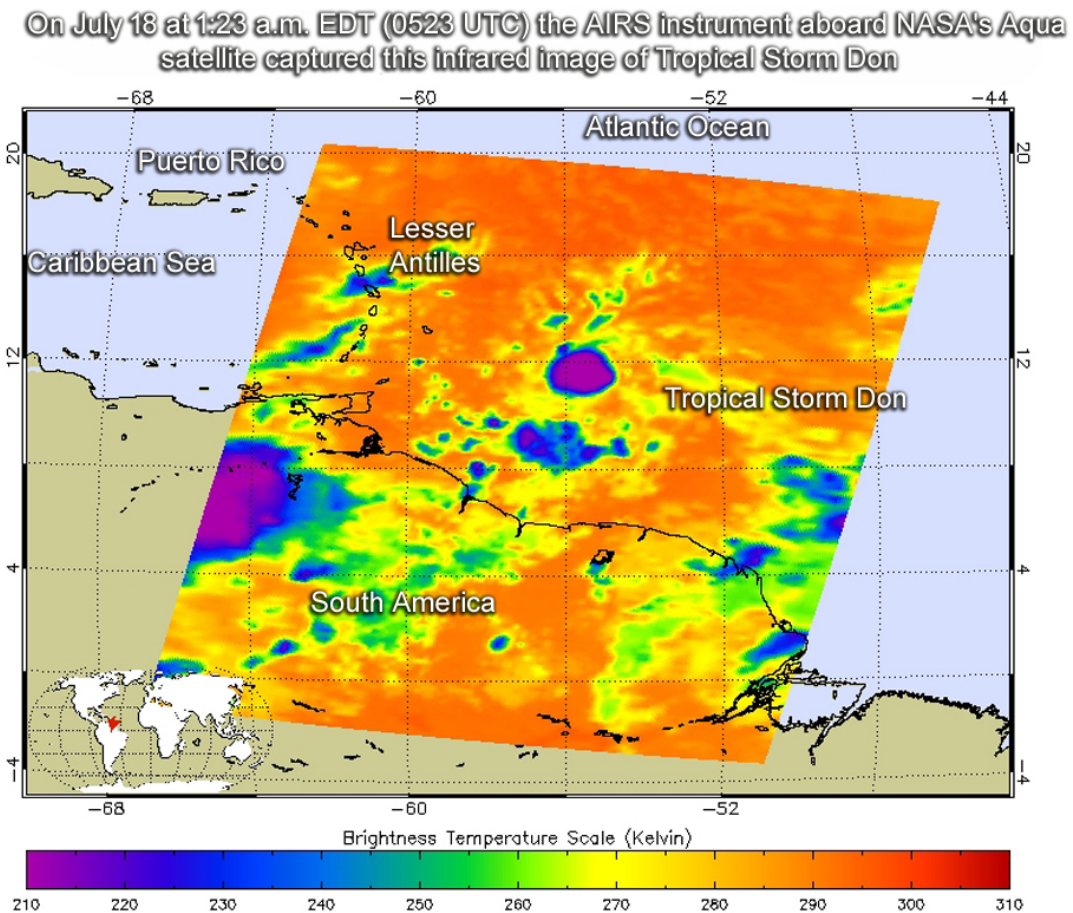 On July 18 at 1:23 a.m. EDT (0523 UTC) the AIRS instrument aboard NASA's Aqua
satellite captured this infrared image of Tropical Storm Don
−68 −60 −52 −44
Atlantic Ocean
20 20
Puerto Rico
Lesser
Antilles
Caribbean Sea
12 12
Tropical Storm Don
4 4
South America
−4 −4
−68 −60 −52
Brightness Temperature Scale (Kelvin)
210 220 230 240 250 260 270 280 290 300 310